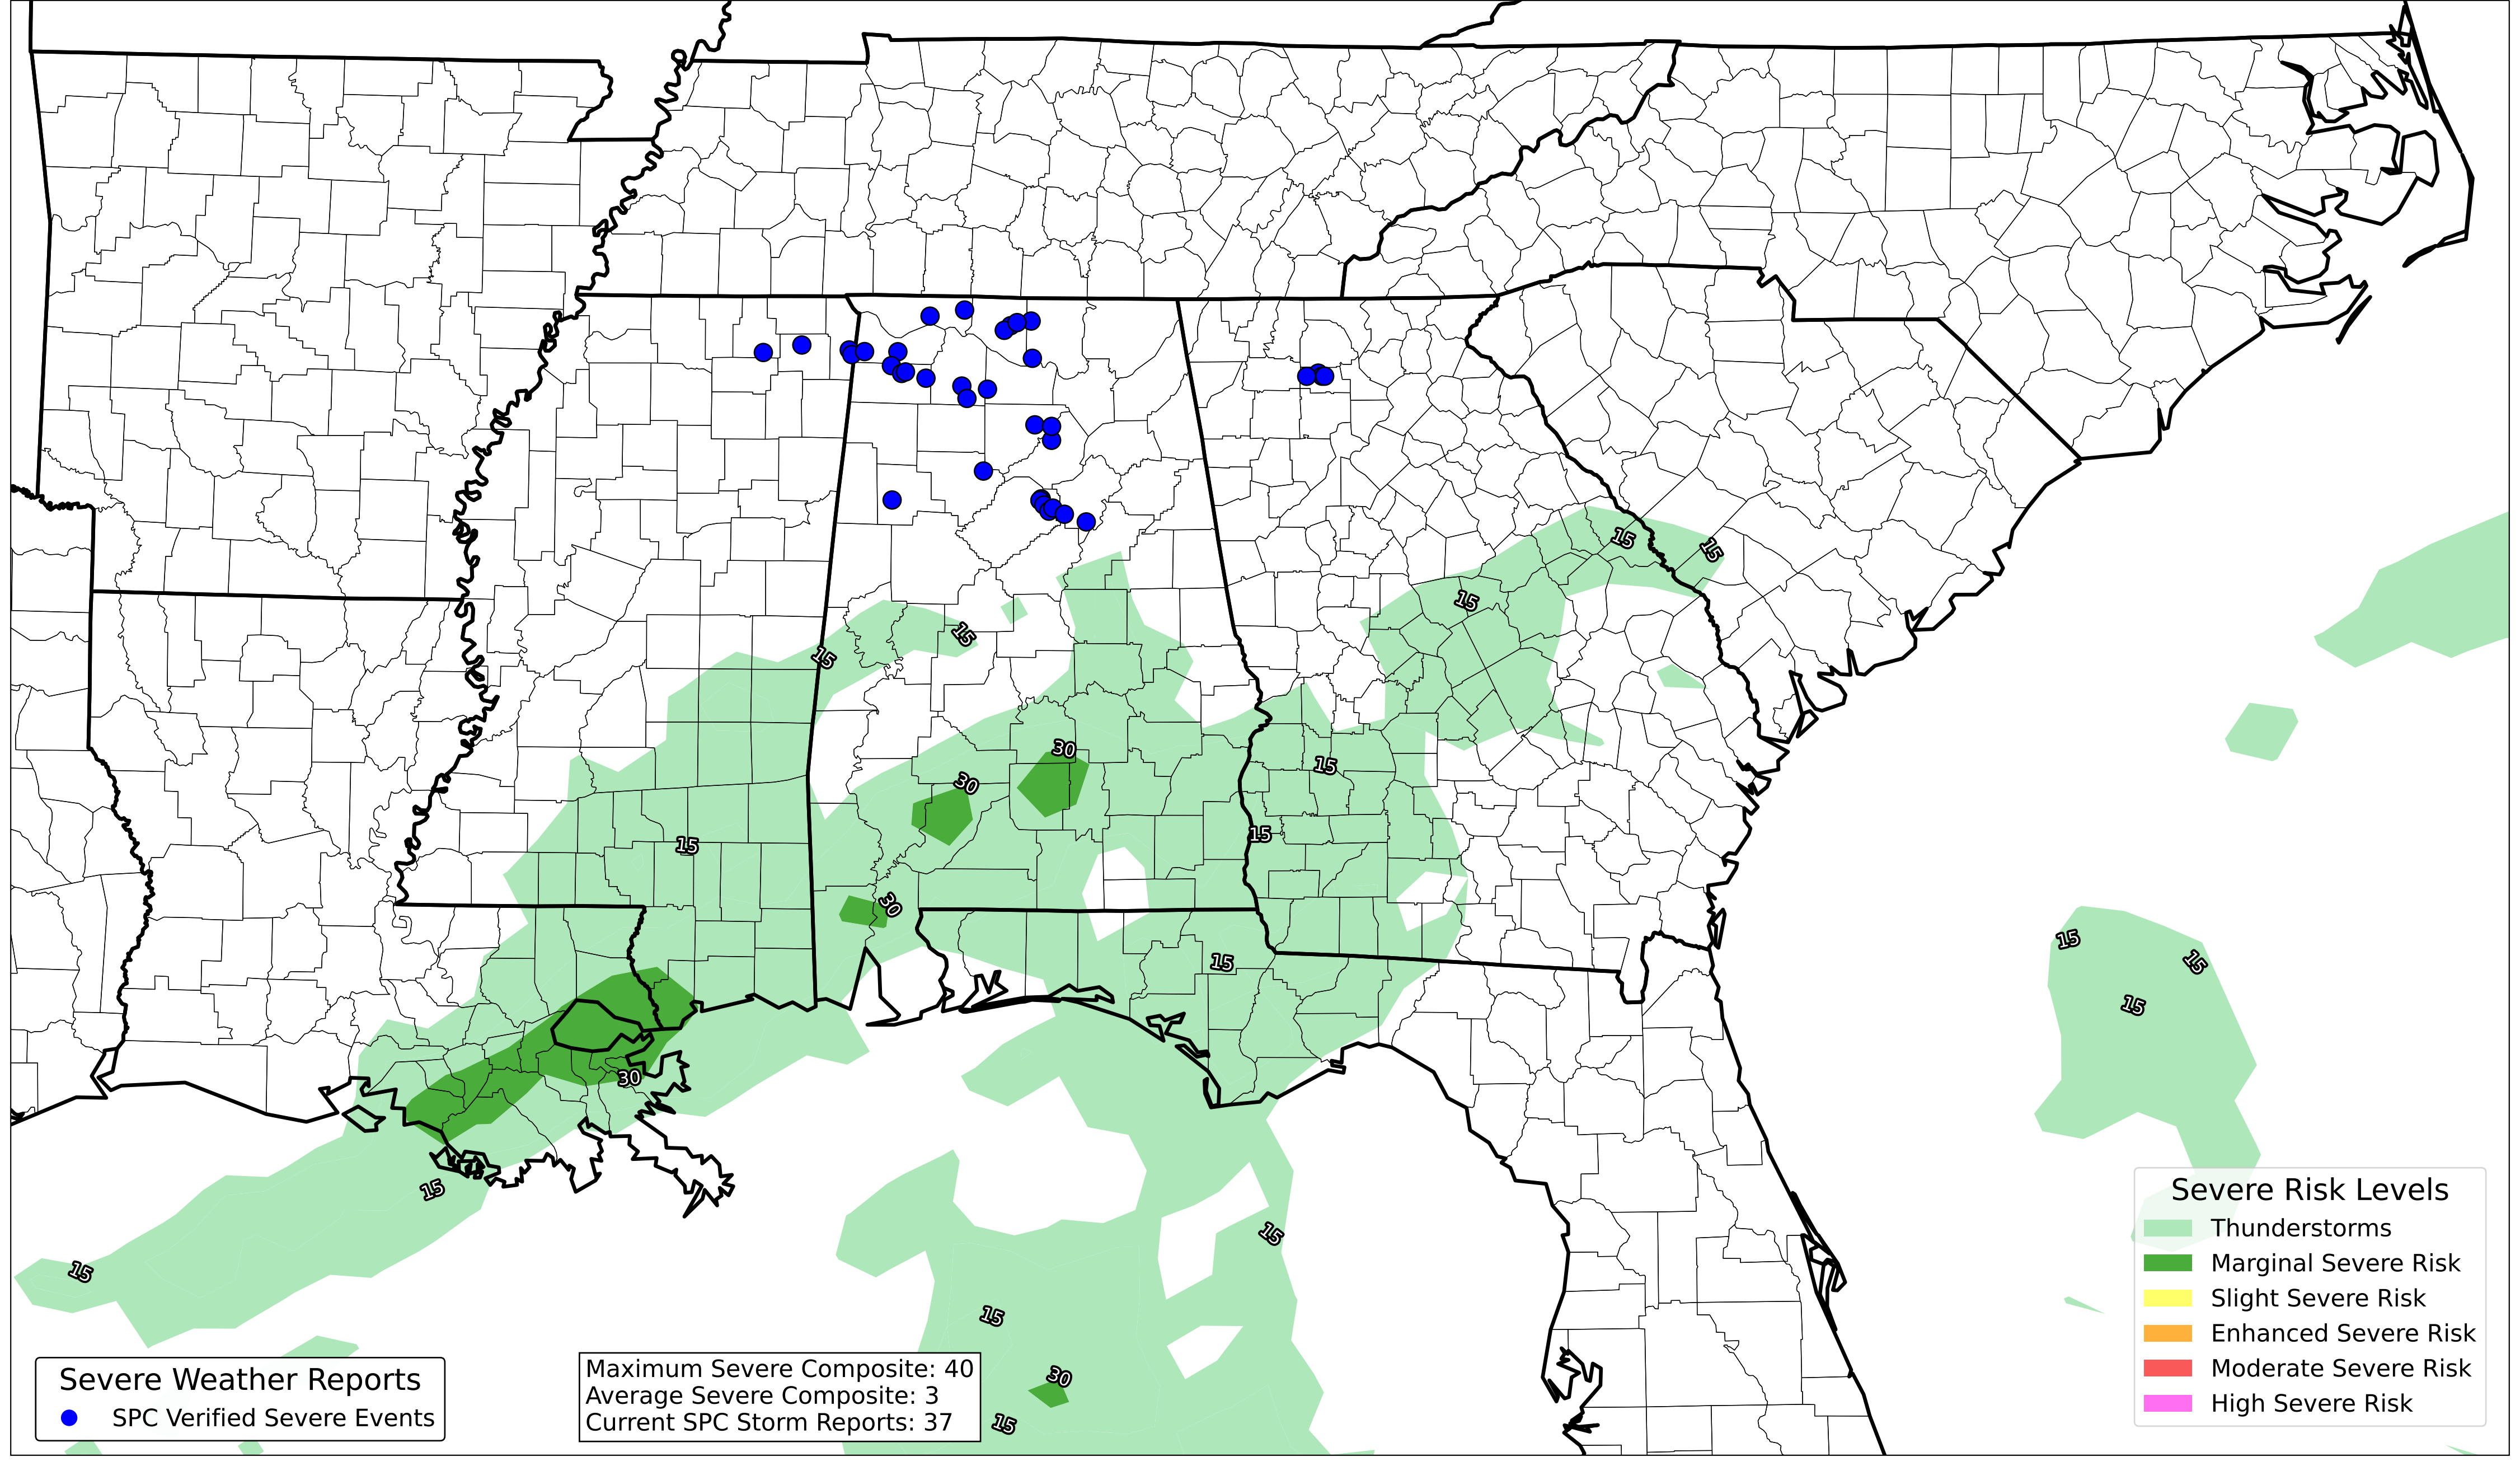 15
15
15
15
15
30
15
30
15
15
30
15
15
15
15
30
15
15
15
15
30
15
Severe Weather Reports
SPC Verified Severe Events
Maximum Severe Composite: 40
Average Severe Composite: 3
Current SPC Storm Reports: 37
Severe Risk Levels
Thunderstorms
Marginal Severe Risk
Slight Severe Risk
Enhanced Severe Risk
Moderate Severe Risk
High Severe Risk